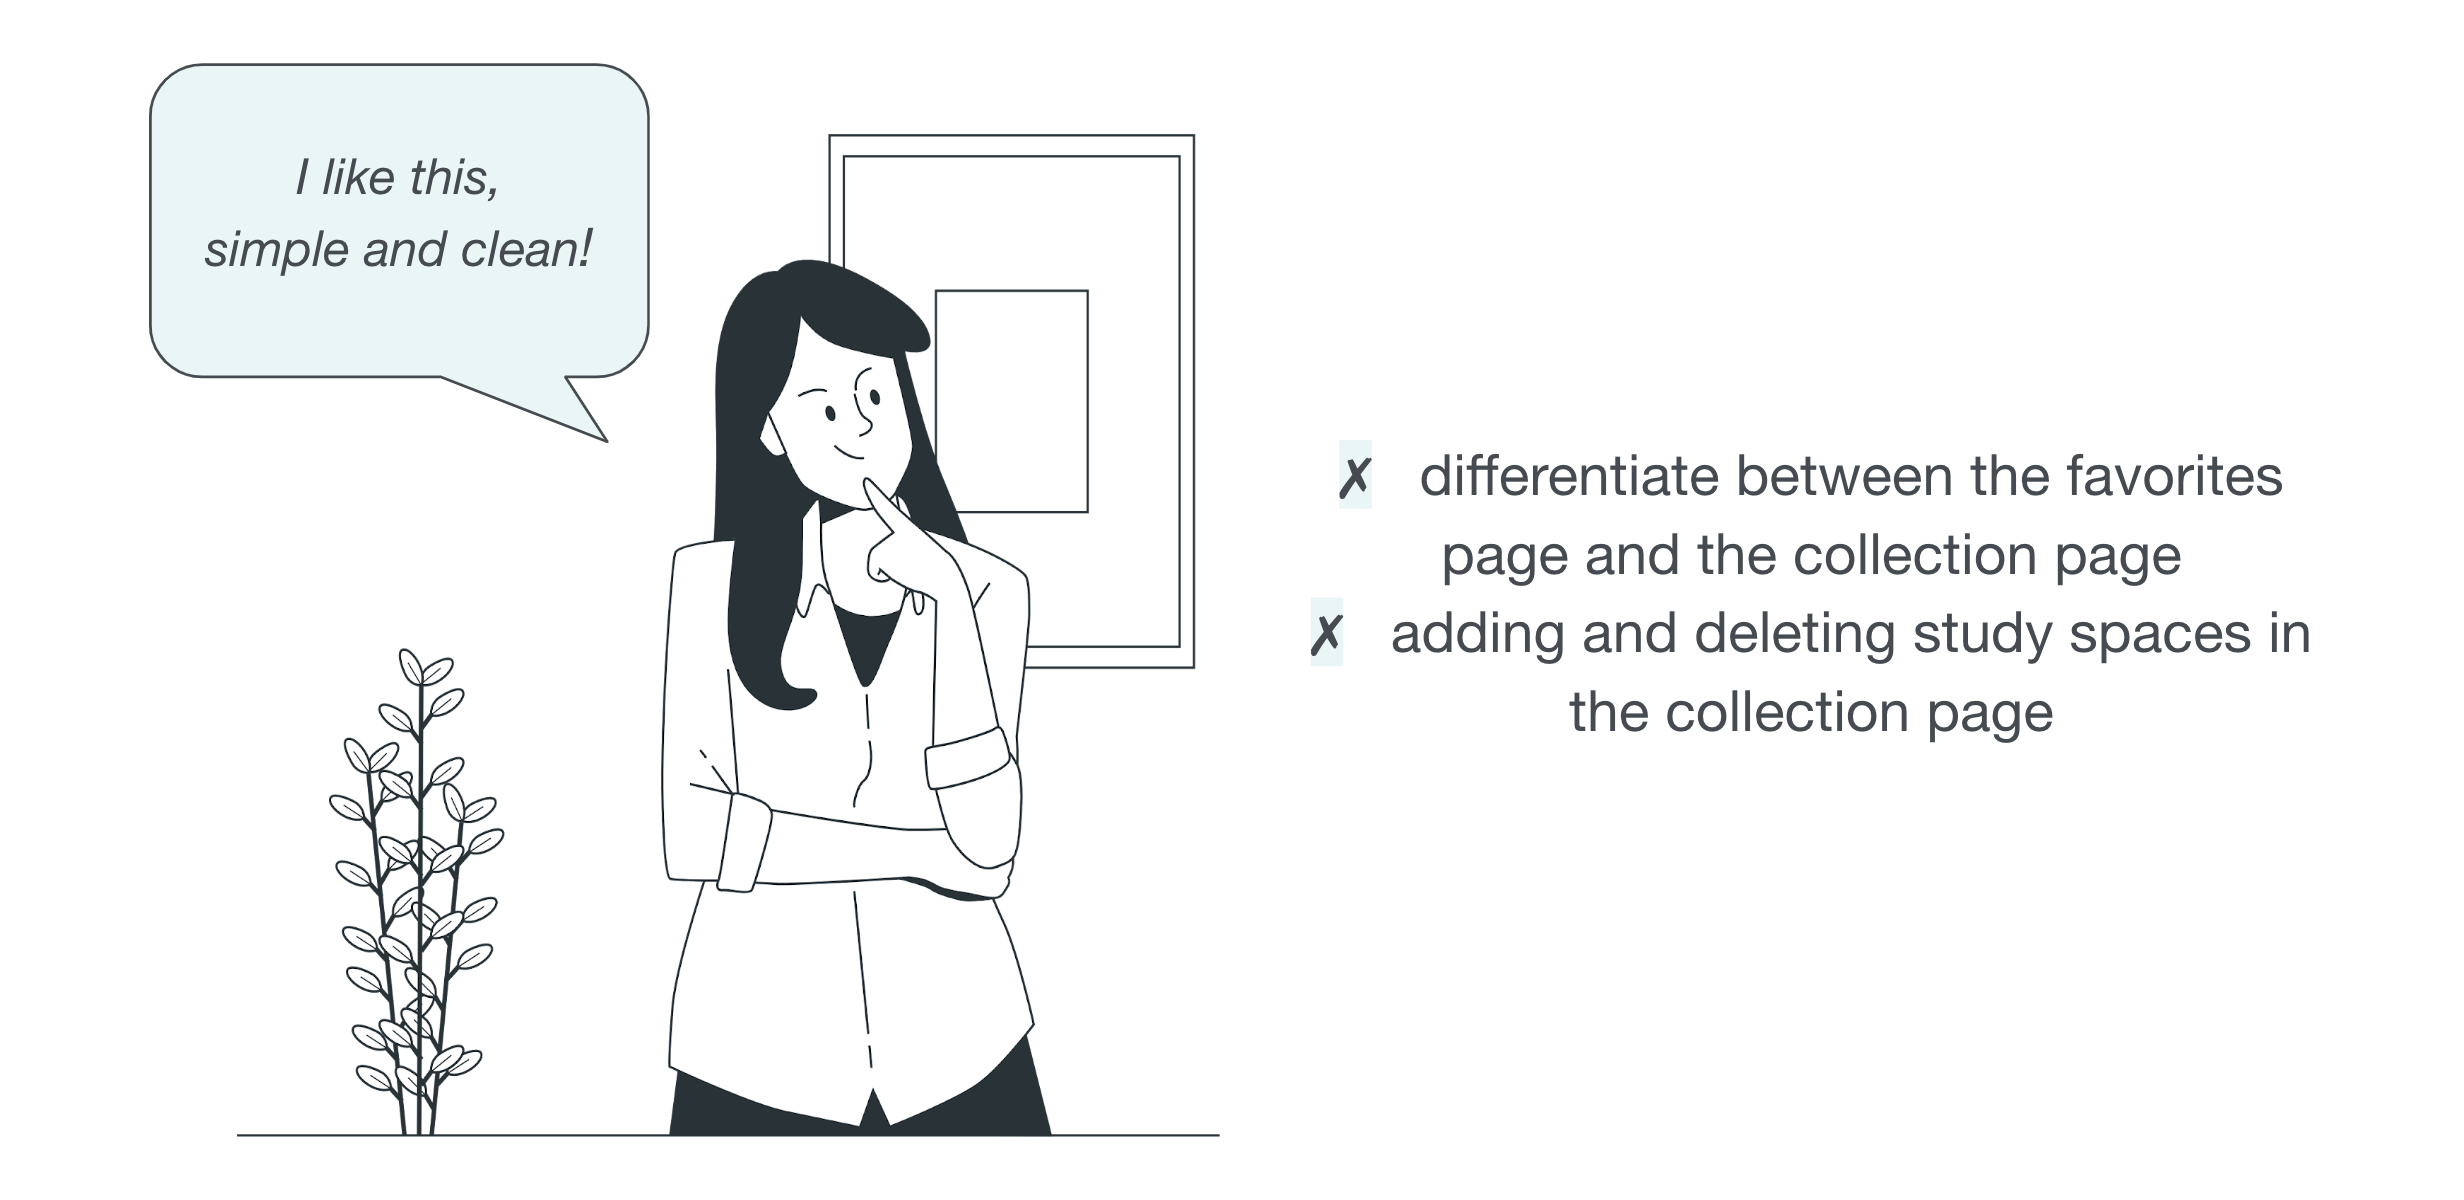 I like this,
simple and clean!
✗ differentiate between the favorites
page and the collection page
✗ adding and deleting study spaces in
the collection page